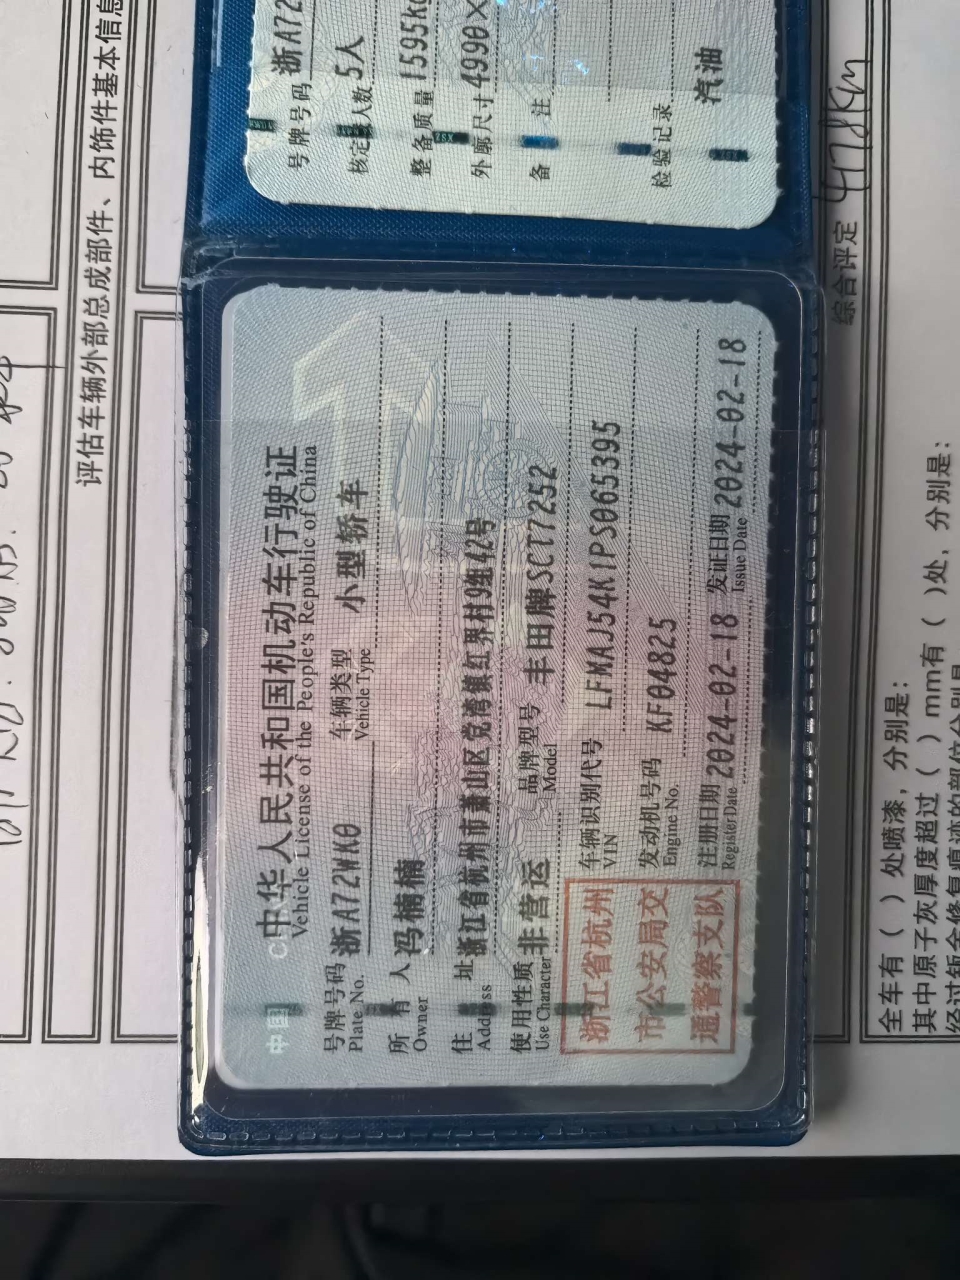 中华人民共和国机动车行驶证
Vehicle License of the People's Republic of China
中国
号牌号码 浙A72WK0 车辆类型 小型轿车
Plate No. Vehicle Type
所有人 冯楠楠
Owner
住址 浙江省杭州市萧山区党湾镇红界村9组42号
Address
使用性质 非营运 品牌型号 丰田牌SCT7252
Use Character Model
浙江省杭州
市公安局交
通警察支队
车辆识别代号 LFMAJ54K1PS065395
VIN
发动机号码 KF04825
Engine No.
注册日期 2024-02-18 发证日期 2024-02-18
Register Date Issue Date
号牌号码 浙A72
核定人数 5人
整备质量 1595kg
外廓尺寸 4990×
备注
检验记录
汽油
评估车辆外部总成部件、内饰件基本信息
综合评定 4178km
全车有( )处喷漆,分别是:
其中原子灰厚度超过( )mm有( )处,分别是: